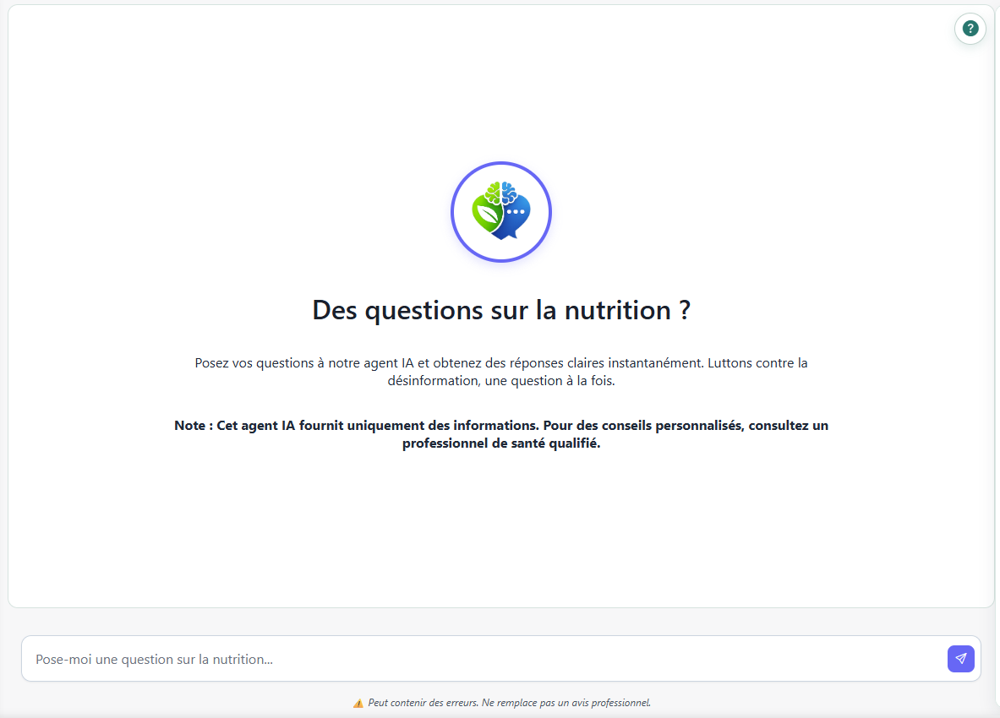 ?
Des questions sur la nutrition ?
Posez vos questions à notre agent IA et obtenez des réponses claires instantanément. Luttons contre la
désinformation, une question à la fois.
Note : Cet agent IA fournit uniquement des informations. Pour des conseils personnalisés, consultez un
professionnel de santé qualifié.
Pose-moi une question sur la nutrition...
Peut contenir des erreurs. Ne remplace pas un avis professionnel.